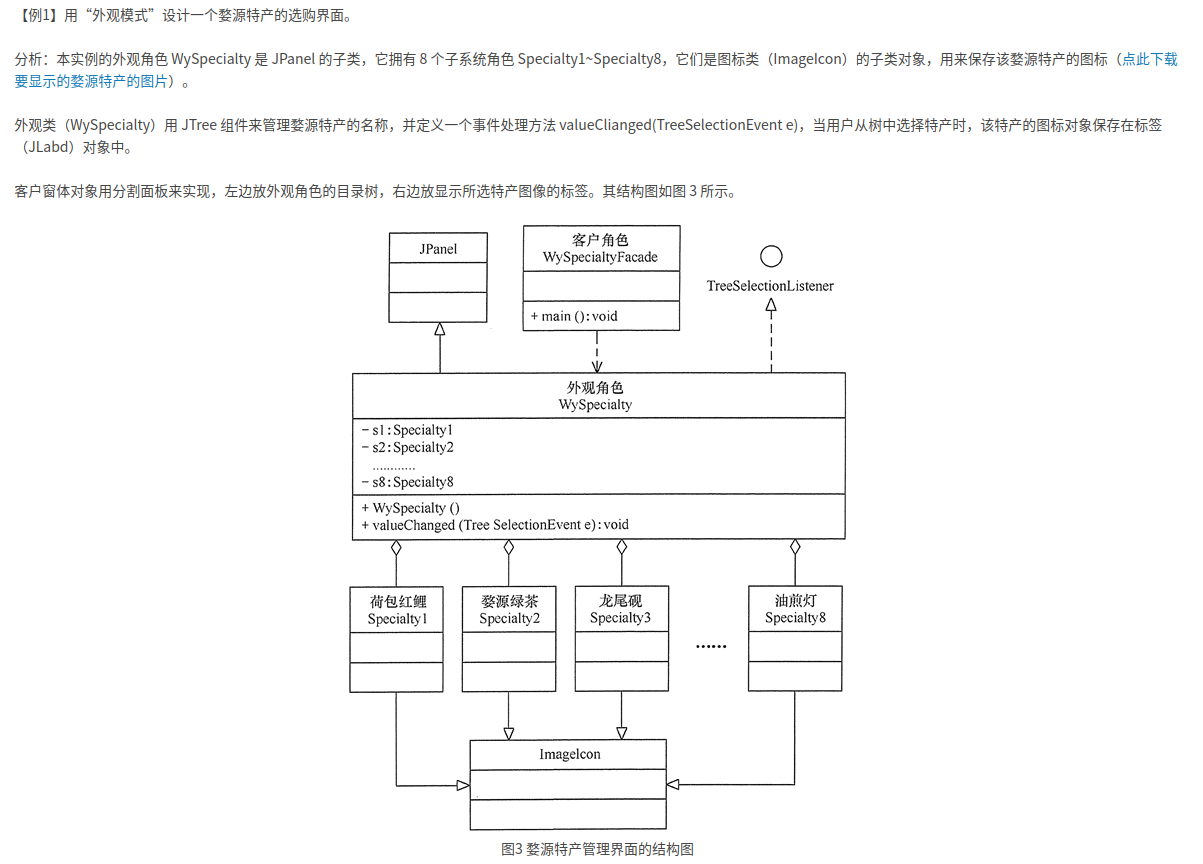 【例1】用“外观模式”设计一个婺源特产的选购界面。
分析：本实例的外观角色 WySpecialty 是 JPanel 的子类，它拥有 8 个子系统角色 Specialty1~Specialty8，它们是图标类（ImageIcon）的子类对象，用来保存该婺源特产的图标（点此下载
要显示的婺源特产的图片）。
外观类（WySpecialty）用 JTree 组件来管理婺源特产的名称，并定义一个事件处理方法 valueClianged(TreeSelectionEvent e)，当用户从树中选择特产时，该特产的图标对象保存在标签
（JLabd）对象中。
客户窗体对象用分割面板来实现，左边放外观角色的目录树，右边放显示所选特产图像的标签。其结构图如图 3 所示。
JPanel
客户角色
WySpecialtyFacade
+ main ():void
TreeSelectionListener
外观角色
WySpecialty
− s1:Specialty1
− s2:Specialty2
............
− s8:Specialty8
+ WySpecialty ()
+ valueChanged (Tree SelectionEvent e):void
荷包红鲤
Specialty1
婺源绿茶
Specialty2
龙尾砚
Specialty3
......
油煎灯
Specialty8
ImageIcon
图3 婺源特产管理界面的结构图